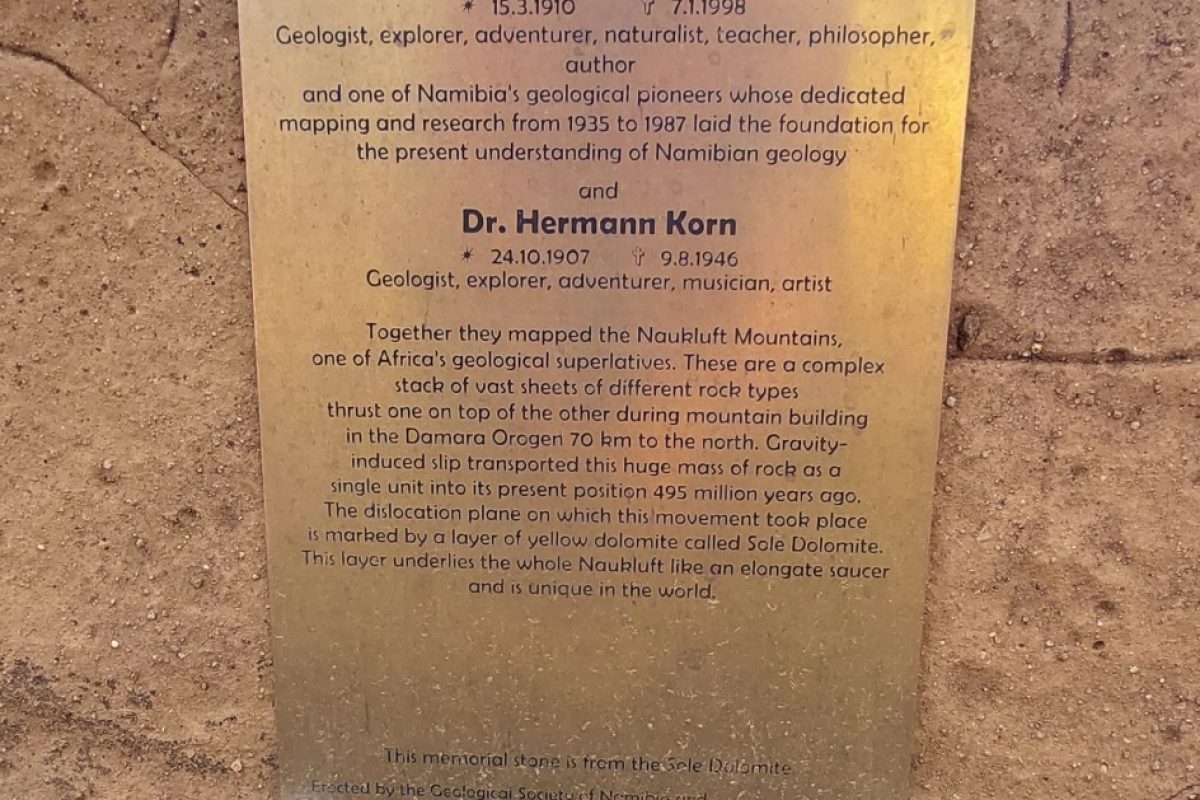 * 15.3.1910 ✝ 7.1.1998
Geologist, explorer, adventurer, naturalist, teacher, philosopher,
author
and one of Namibia's geological pioneers whose dedicated
mapping and research from 1935 to 1987 laid the foundation for
the present understanding of Namibian geology
and
Dr. Hermann Korn
* 24.10.1907 ✝ 9.8.1946
Geologist, explorer, adventurer, musician, artist
Together they mapped the Naukluft Mountains,
one of Africa's geological superlatives. These are a complex
stack of vast sheets of different rock types
thrust one on top of the other during mountain building
in the Damara Orogen 70 km to the north. Gravity-
induced slip transported this huge mass of rock as a
single unit into its present position 495 million years ago.
The dislocation plane on which this movement took place
is marked by a layer of yellow dolomite called Sole Dolomite.
This layer underlies the whole Naukluft like an elongate saucer
and is unique in the world.
This memorial stone is from the Sole Dolomite
Erected by the Geological Society of Namibia and